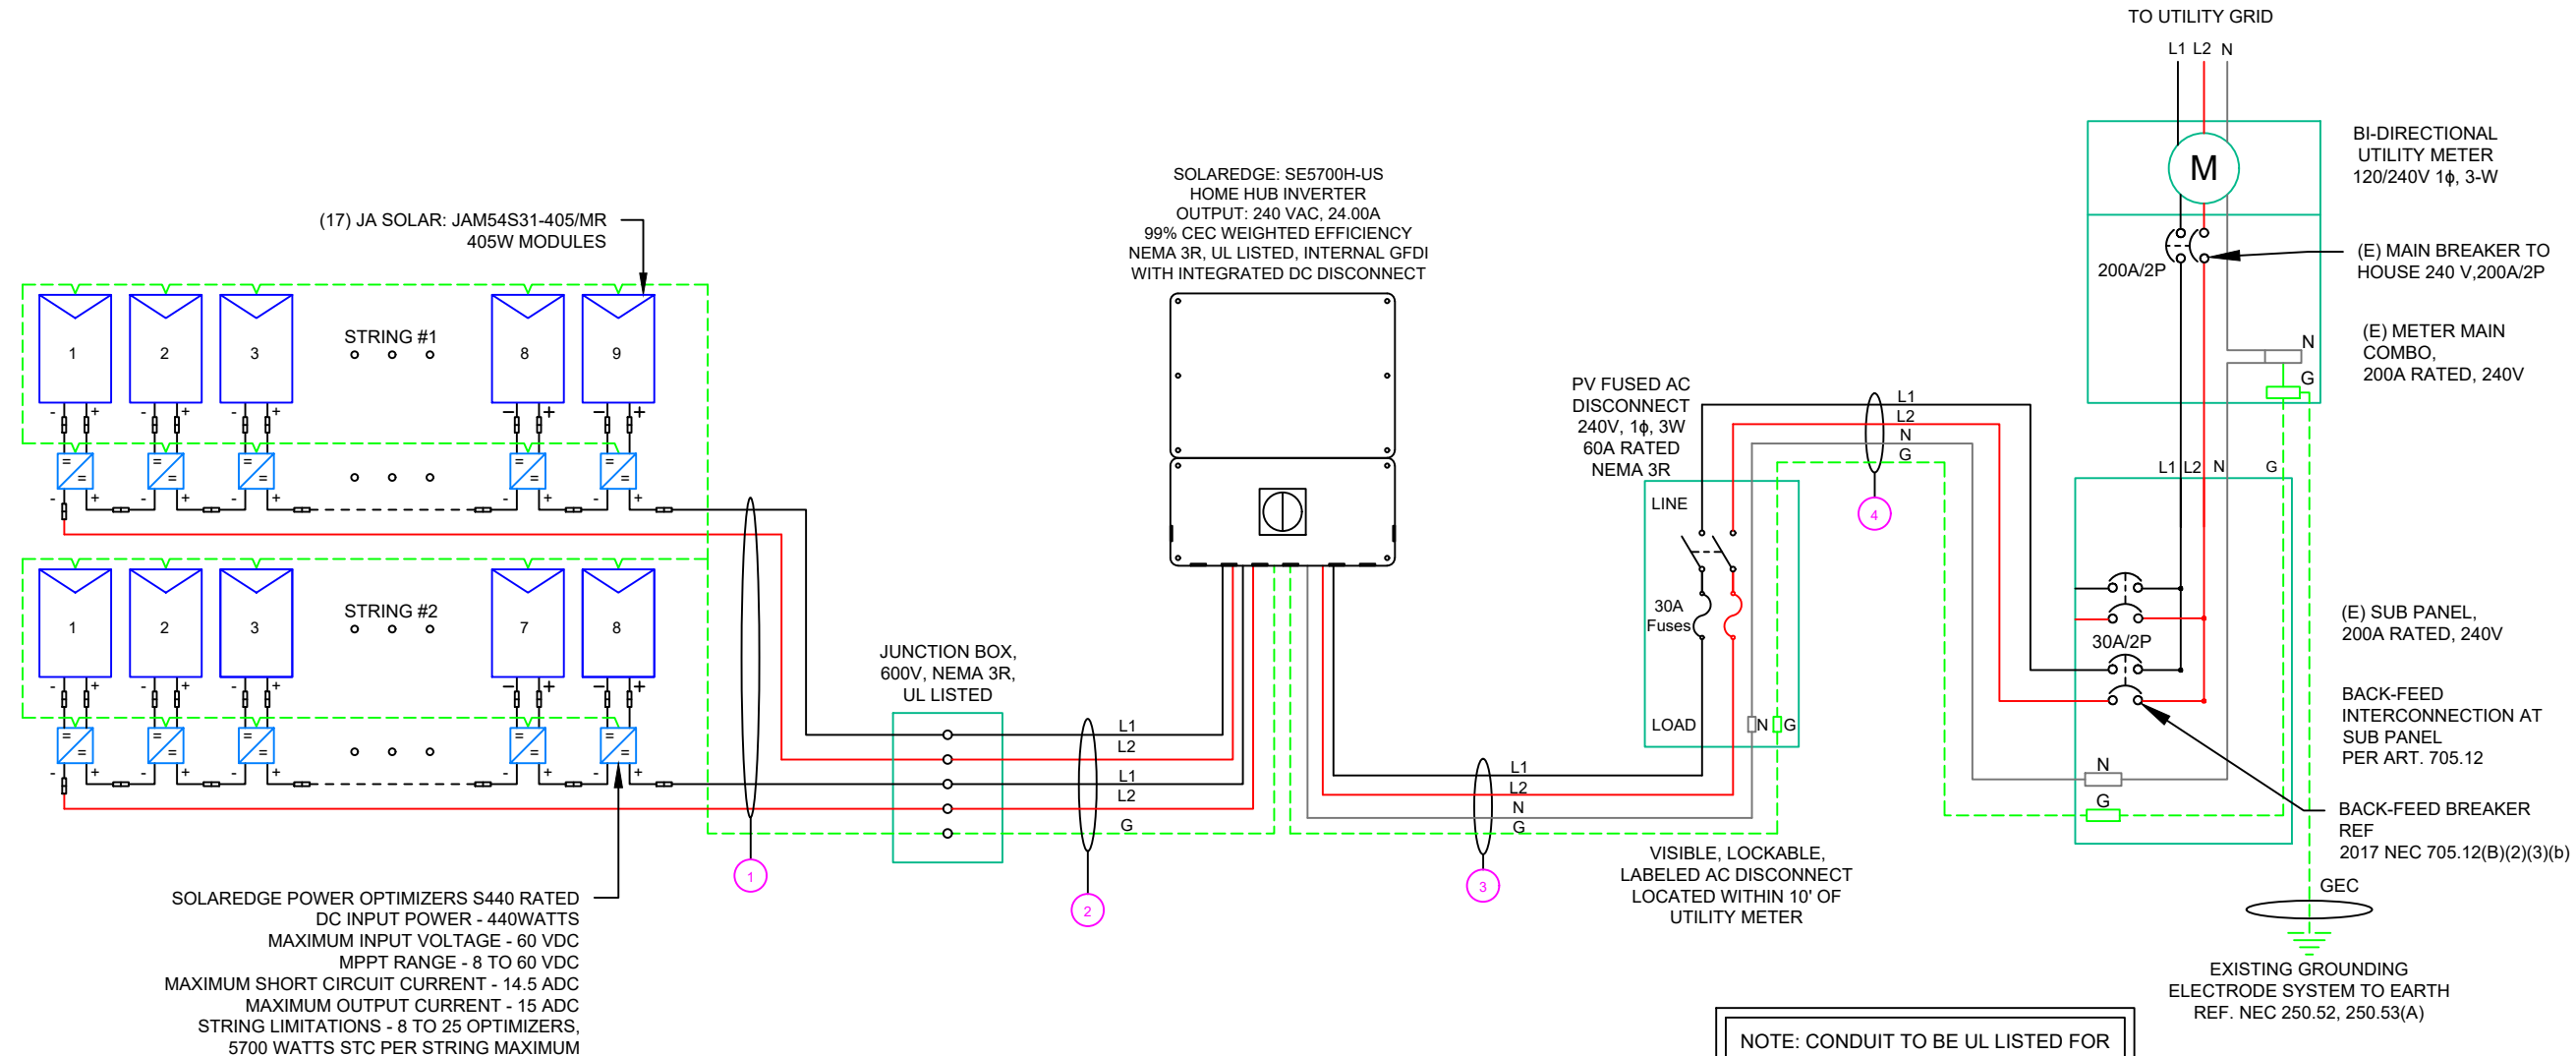 TO UTILITY GRID
L1 L2 N
BI-DIRECTIONAL
UTILITY METER
120/240V 1ϕ, 3-W
M
200A/2P
(E) MAIN BREAKER TO
HOUSE 240 V,200A/2P
(E) METER MAIN
COMBO,
200A RATED, 240V
N
G
SOLAREDGE: SE5700H-US
HOME HUB INVERTER
OUTPUT: 240 VAC, 24.00A
99% CEC WEIGHTED EFFICIENCY
NEMA 3R, UL LISTED, INTERNAL GFDI
WITH INTEGRATED DC DISCONNECT
(17) JA SOLAR: JAM54S31-405/MR
405W MODULES
STRING #1
1 2 3 8 9
- + - + - + - + - +
= = = = = = = = = =
- + - + - + - + - +
STRING #2
1 2 3 7 8
- + - + - + - + - +
= = = = = = = = = =
- + - + - + - + - +
JUNCTION BOX,
600V, NEMA 3R,
UL LISTED
L1
L2
L1
L2
G
1
2
SOLAREDGE POWER OPTIMIZERS S440 RATED
DC INPUT POWER - 440WATTS
MAXIMUM INPUT VOLTAGE - 60 VDC
MPPT RANGE - 8 TO 60 VDC
MAXIMUM SHORT CIRCUIT CURRENT - 14.5 ADC
MAXIMUM OUTPUT CURRENT - 15 ADC
STRING LIMITATIONS - 8 TO 25 OPTIMIZERS,
5700 WATTS STC PER STRING MAXIMUM
PV FUSED AC
DISCONNECT
240V, 1ϕ, 3W
60A RATED
NEMA 3R
LINE
30A
Fuses
LOAD
N G
L1
L2
N
G
3
L1
L2
N
G
4
VISIBLE, LOCKABLE,
LABELED AC DISCONNECT
LOCATED WITHIN 10' OF
UTILITY METER
L1 L2 N G
30A/2P
N
G
(E) SUB PANEL,
200A RATED, 240V
BACK-FEED
INTERCONNECTION AT
SUB PANEL
PER ART. 705.12
BACK-FEED BREAKER
REF
2017 NEC 705.12(B)(2)(3)(b)
GEC
EXISTING GROUNDING
ELECTRODE SYSTEM TO EARTH
REF. NEC 250.52, 250.53(A)
NOTE: CONDUIT TO BE UL LISTED FOR